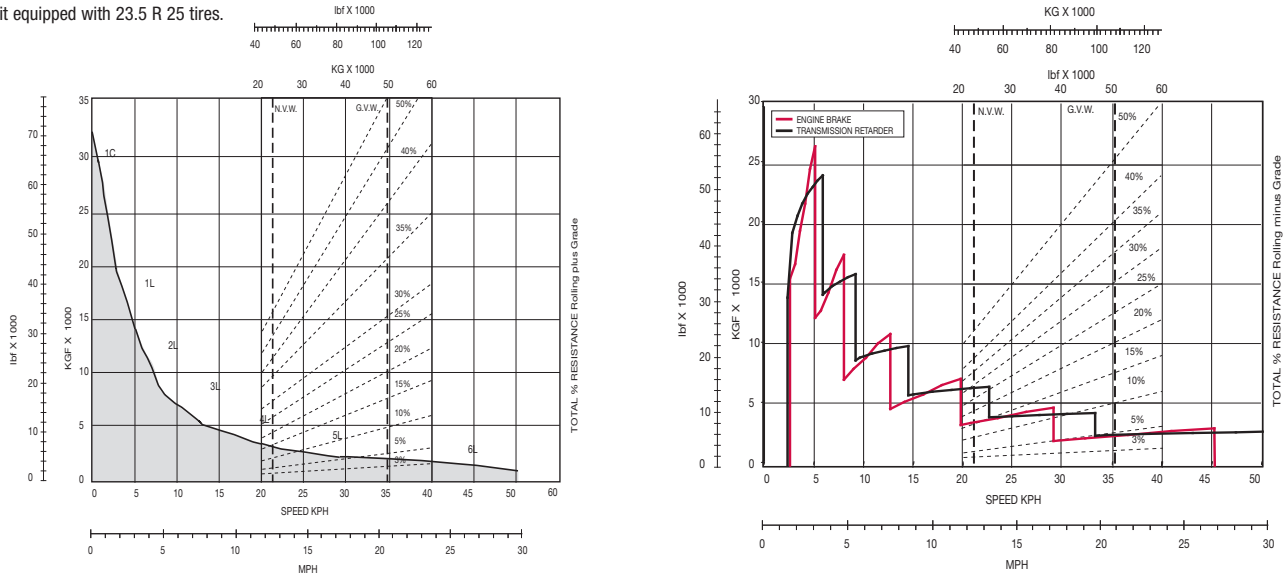 it equipped with 23.5 R 25 tires.
lbf X 1000
40 60 80 100 120
KG X 1000
20 30 40 50 60
N.V.W. G.V.W. 50%
40%
35%
30%
25%
20%
15%
10%
5%
3%
1C
1L
2L
3L
4L
5L
6L
lbf X 1000
70
60
50
40
30
20
10
0
KGF X 1000
35
30
25
20
15
10
5
0
0 5 10 15 20 25 30 35 40 45 50 60
SPEED KPH
0 5 10 15 20 25 30
MPH
TOTAL % RESISTANCE Rolling plus Grade
KG X 1000
40 60 80 100 120
lbf X 1000
20 30 40 50 60
ENGINE BRAKE
TRANSMISSION RETARDER
N.V.W. G.V.W. 50%
40%
35%
30%
25%
20%
15%
10%
5%
3%
lbf X 1000
60
50
40
30
20
10
0
KGF X 1000
30
25
20
15
10
5
0
0 5 10 15 20 25 30 35 40 45 50
SPEED KPH
0 5 10 15 20 25 30
MPH
TOTAL % RESISTANCE Rolling minus Grade